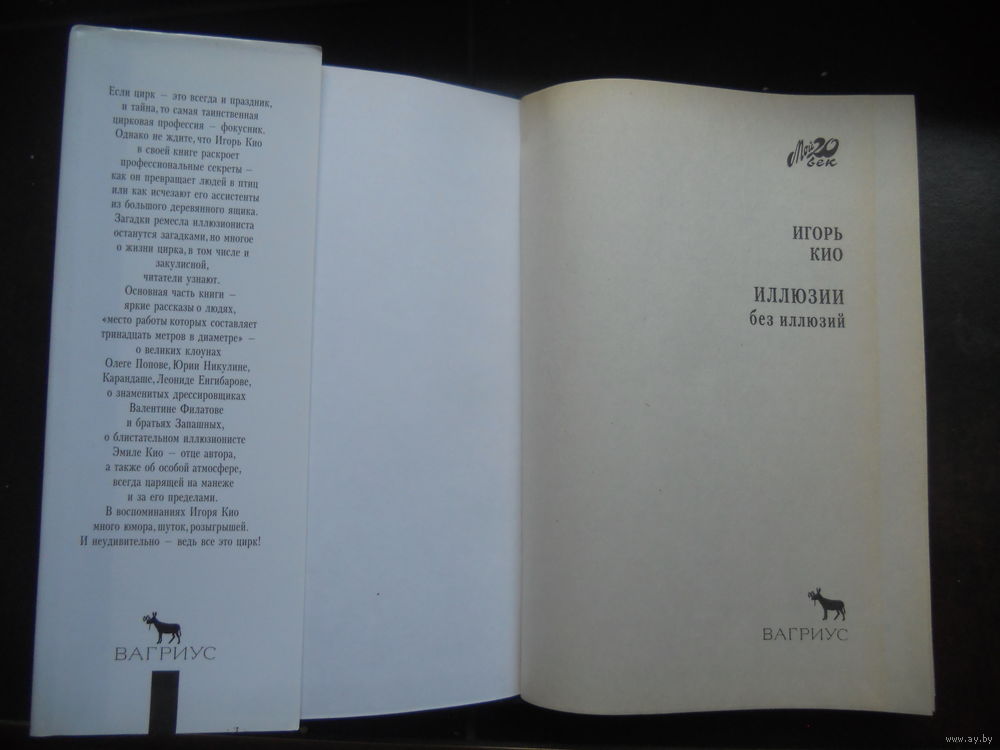 Если цирк — это всегда и праздник,
и тайна, то самая таинственная
цирковая профессия — фокусник.
Однако не ждите, что Игорь Кио
в своей книге раскроет
профессиональные секреты —
как он превращает людей в птиц
или как исчезают его ассистенты
из большого деревянного ящика.
Загадки ремесла иллюзиониста
останутся загадками, но многое
о жизни цирка, в том числе и
закулисной,
читатели узнают.
Основная часть книги —
яркие рассказы о людях,
«место работы которых составляет
тринадцать метров в диаметре» —
о великих клоунах
Олеге Попове, Юрии Никулине,
Карандаше, Леониде Енгибарове,
о знаменитых дрессировщиках
Валентине Филатове
и братьях Запашных,
о блистательном иллюзионисте
Эмиле Кио — отце автора,
а также об особой атмосфере,
всегда царящей на манеже
и за его пределами.
В воспоминаниях Игоря Кио
много юмора, шуток, розыгрышей.
И неудивительно — ведь все это цирк!
ВАГРИУС
Мой 20
век
ИГОРЬ
КИО
ИЛЛЮЗИИ
без иллюзий
ВАГРИУС
www.ay.by